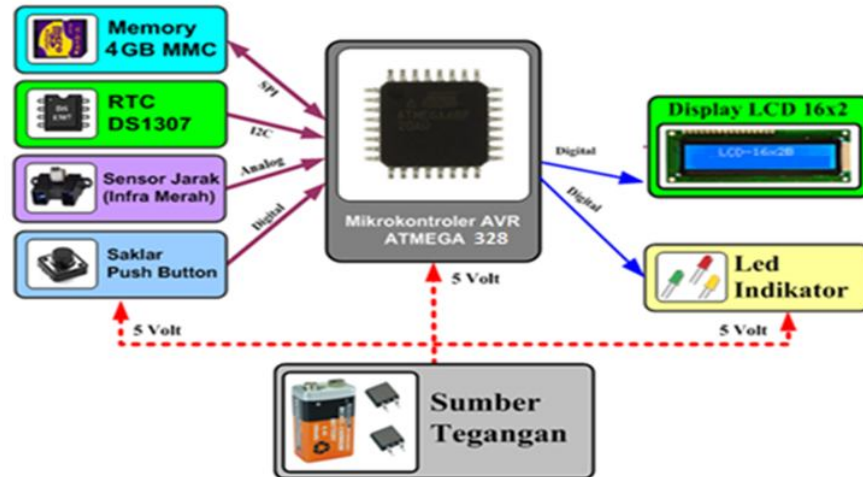 Memory
4GB MMC
SPI
RTC
DS1307
I2C
Sensor Jarak
(Infra Merah)
Analog
Saklar
Push Button
Digital
Mikrokontroler AVR
ATMEGA 328
Digital
Digital
Display LCD 16x2
LCD-16x2B
Led
Indikator
5 Volt
5 Volt
5 Volt
Sumber
Tegangan